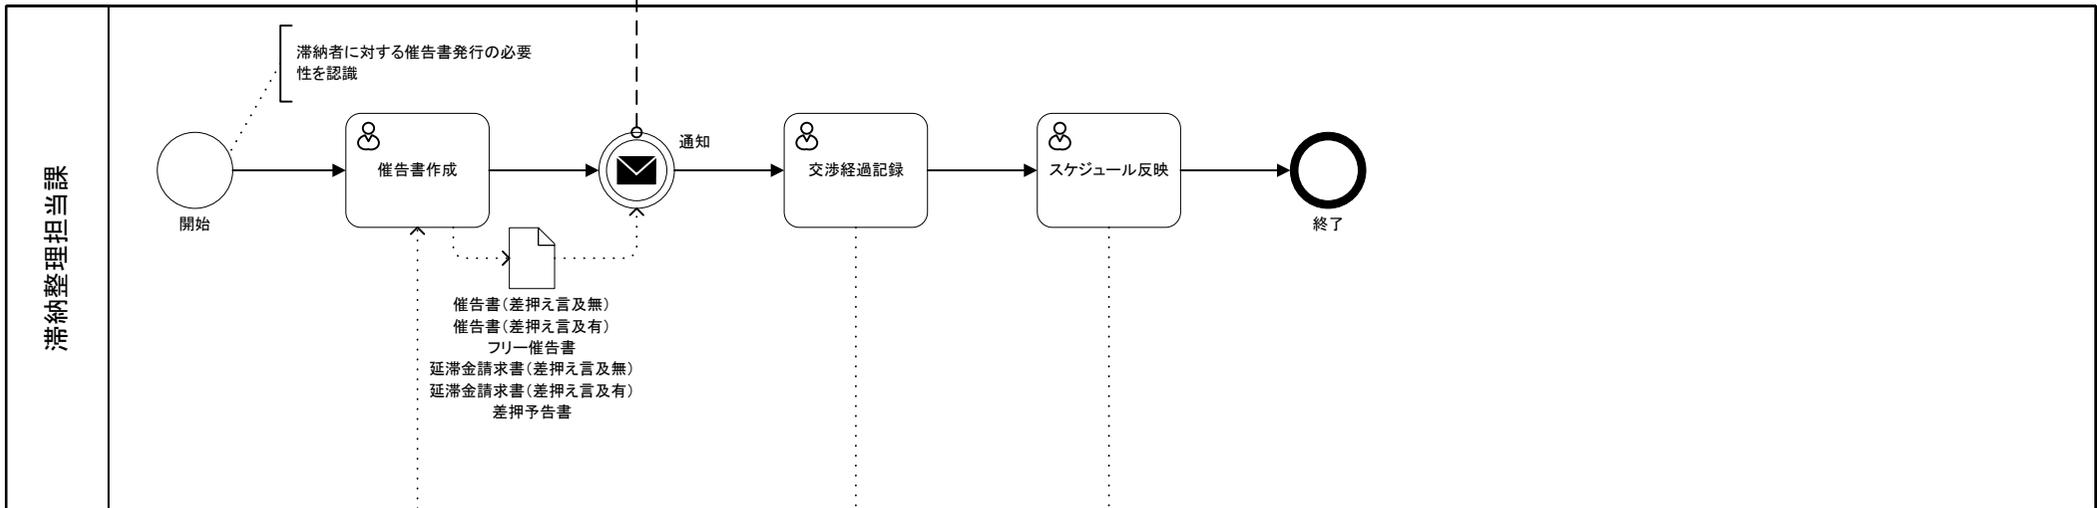 滞納整理担当課
滞納者に対する催告書発行の必要
性を認識
開始
催告書作成
通知
交渉経過記録
スケジュール反映
終了
催告書（差押え言及無）
催告書（差押え言及有）
フリー催告書
延滞金請求書（差押え言及無）
延滞金請求書（差押え言及有）
差押予告書